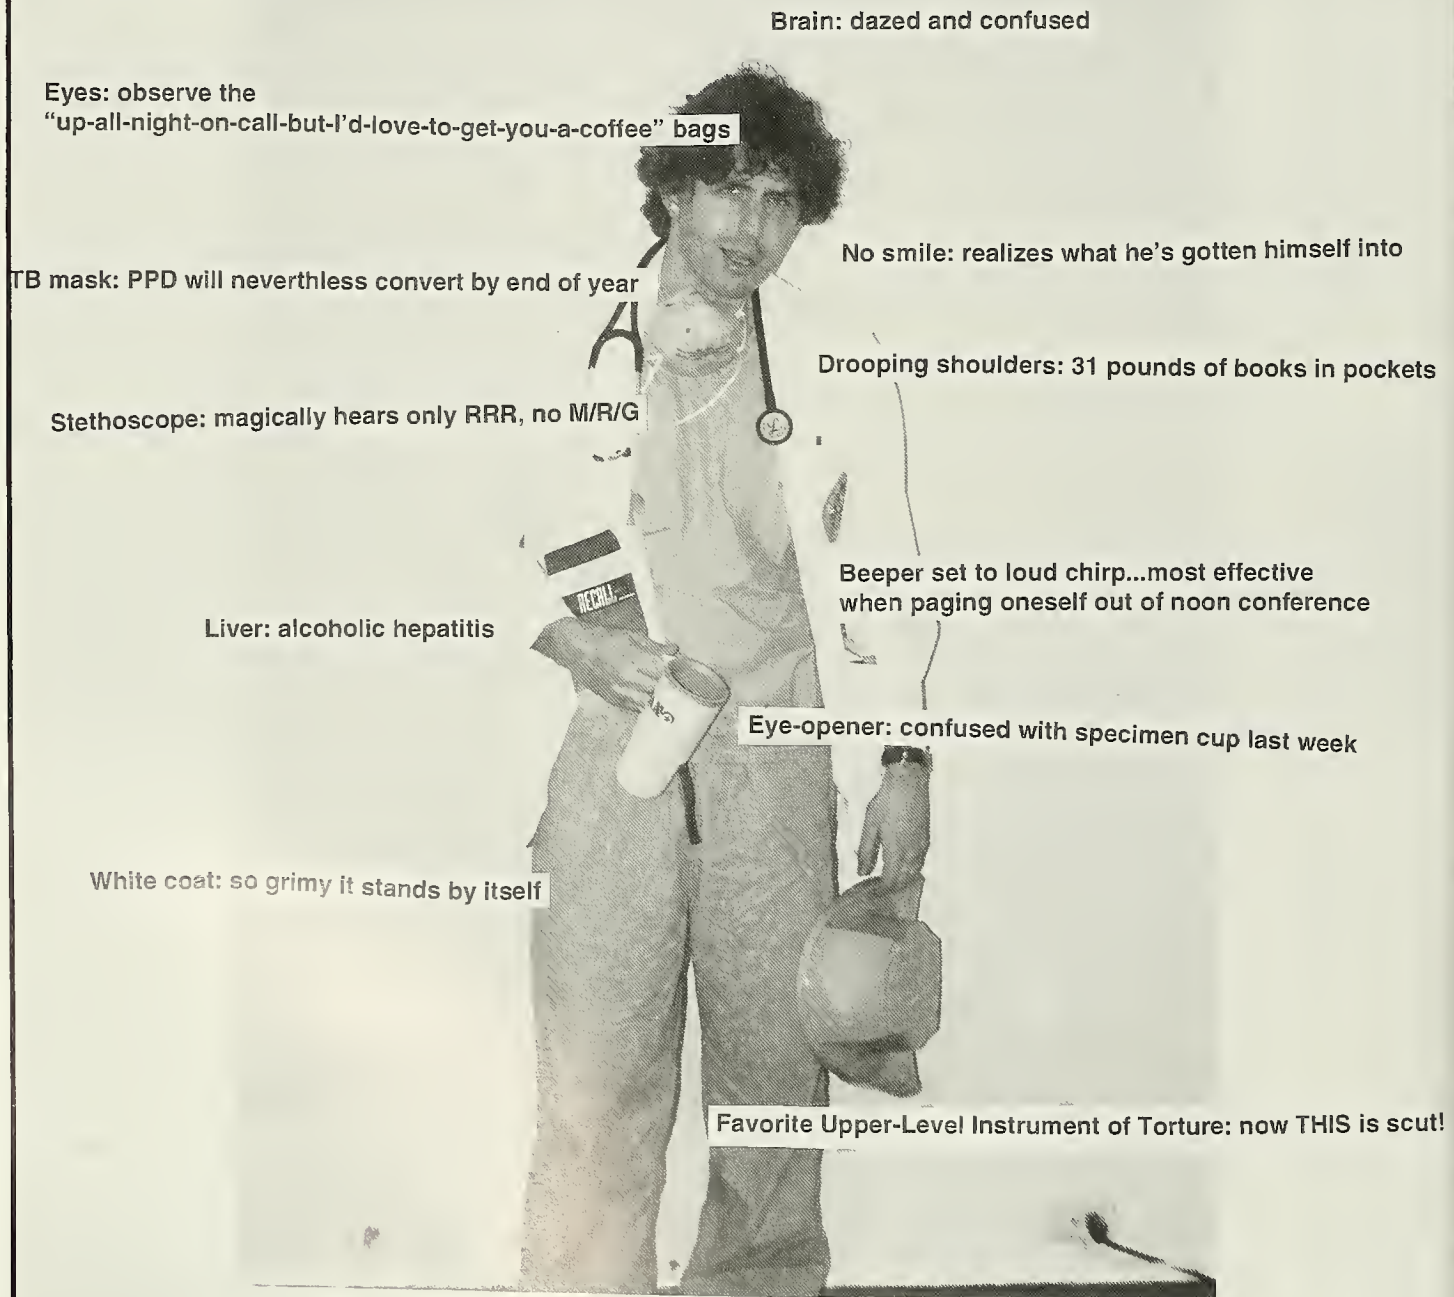 Brain: dazed and confused
Eyes: observe the
“up-all-night-on-call-but-I’d-love-to-get-you-a-coffee” bags
No smile: realizes what he’s gotten himself into
TB mask: PPD will neverthless convert by end of year
Drooping shoulders: 31 pounds of books in pockets
Stethoscope: magically hears only RRR, no M/R/G
RECALL
Beeper set to loud chirp...most effective
when paging oneself out of noon conference
Liver: alcoholic hepatitis
Eye-opener: confused with specimen cup last week
White coat: so grimy it stands by itself
Favorite Upper-Level Instrument of Torture: now THIS is scut!